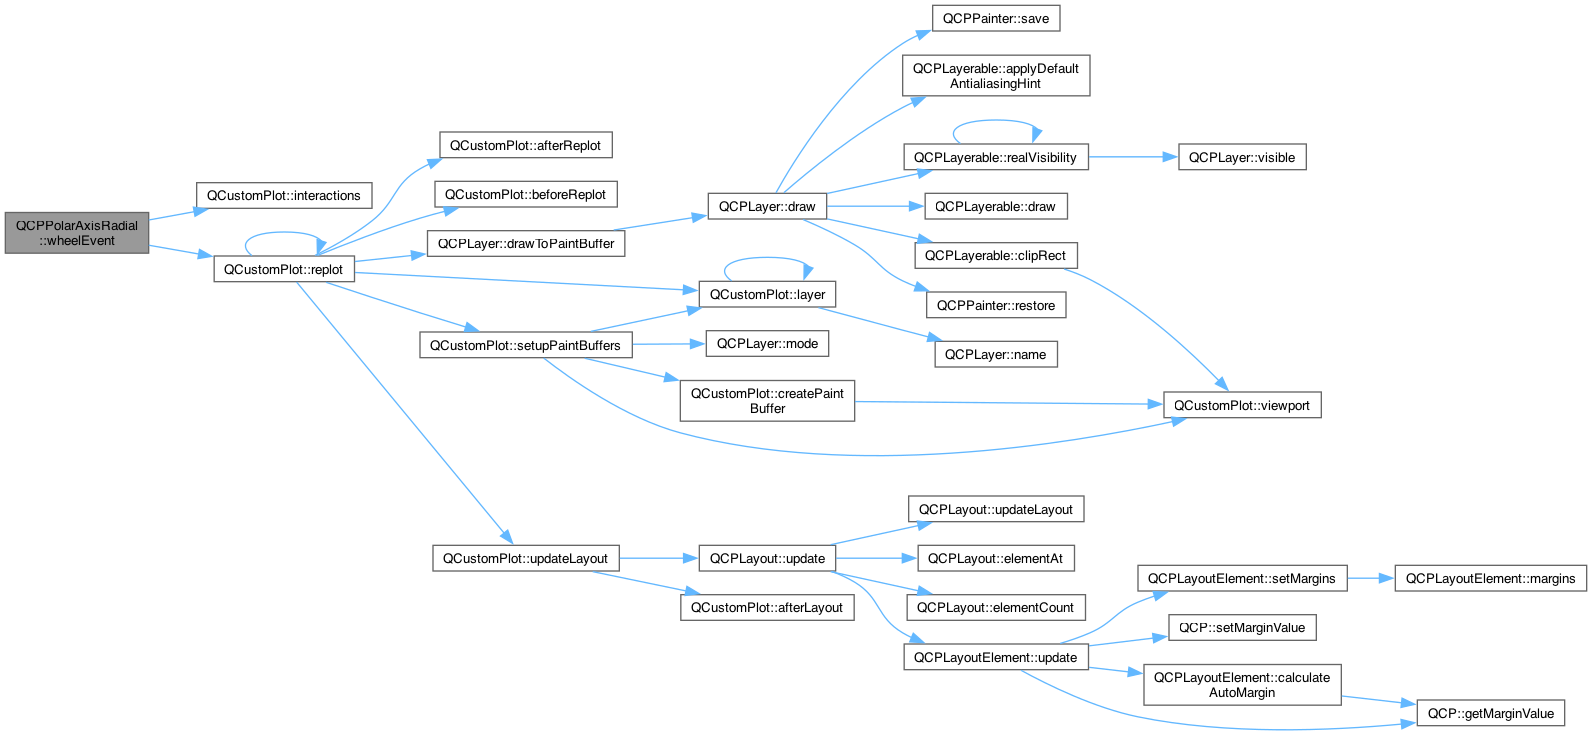 QCPPainter::save
QCPLayerable::applyDefault
AntialiasingHint
QCustomPlot::afterReplot
QCPLayerable::realVisibility
QCPLayer::visible
QCustomPlot::interactions
QCustomPlot::beforeReplot
QCPLayer::draw
QCPLayerable::draw
QCPPolarAxisRadial
::wheelEvent
QCPLayer::drawToPaintBuffer
QCPLayerable::clipRect
QCustomPlot::replot
QCustomPlot::layer
QCPPainter::restore
QCustomPlot::setupPaintBuffers
QCPLayer::mode
QCPLayer::name
QCustomPlot::createPaint
Buffer
QCustomPlot::viewport
QCPLayout::updateLayout
QCustomPlot::updateLayout
QCPLayout::update
QCPLayout::elementAt
QCPLayoutElement::setMargins
QCPLayoutElement::margins
QCustomPlot::afterLayout
QCPLayout::elementCount
QCP::setMarginValue
QCPLayoutElement::update
QCPLayoutElement::calculate
AutoMargin
QCP::getMarginValue